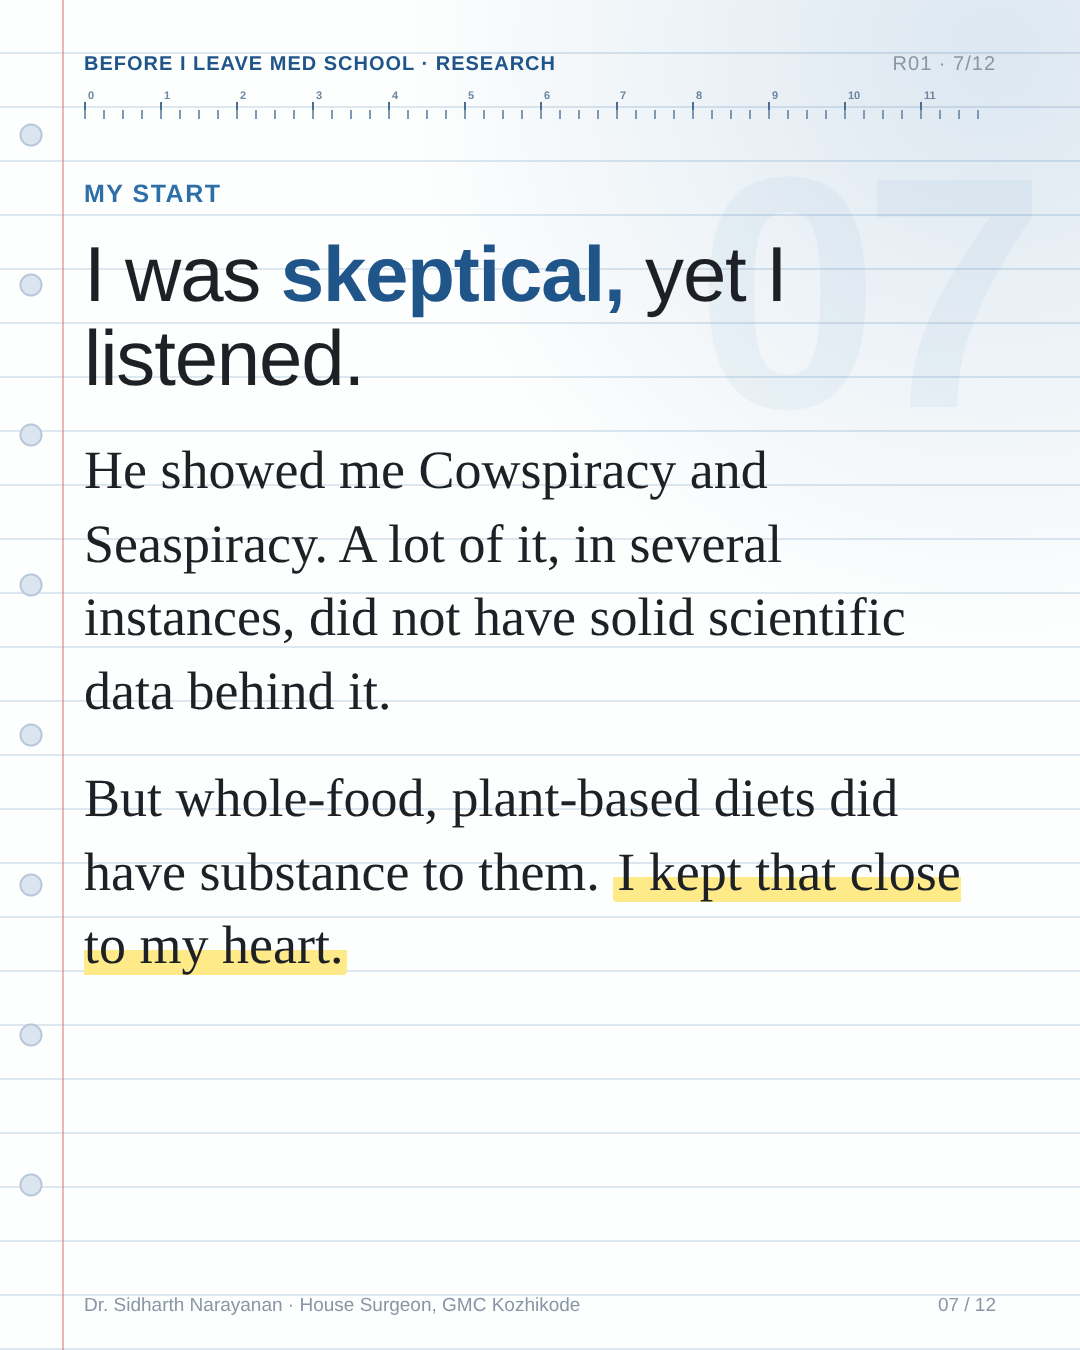 BEFORE I LEAVE MED SCHOOL · RESEARCH
R01 · 7/12
0 1 2 3 4 5 6 7 8 9 10 11
MY START
07
I was skeptical, yet I
listened.
He showed me Cowspiracy and
Seaspiracy. A lot of it, in several
instances, did not have solid scientific
data behind it.
But whole-food, plant-based diets did
have substance to them. I kept that close
to my heart.
Dr. Sidharth Narayanan · House Surgeon, GMC Kozhikode
07 / 12